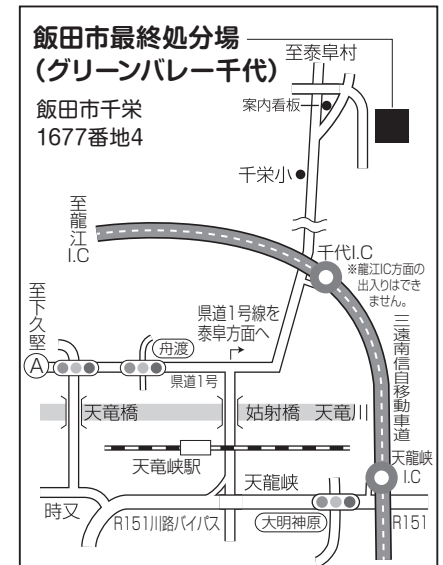 飯田市最終処分場
(グリーンバレー千代)
飯田市千栄
1677番地4
至泰阜村
案内看板
千栄小
至龍江I.C
千代I.C
※龍江IC方面の
出入りはでき
ません。
至下久堅
県道1号線を
泰阜方面へ
丹渡
A
県道1号
三遠南信自移動車道
天竜橋
姑射橋
天竜川
天竜峡駅
天龍峡
I.C
時又
天龍峡
R151川路バイパス
大明神原
R151